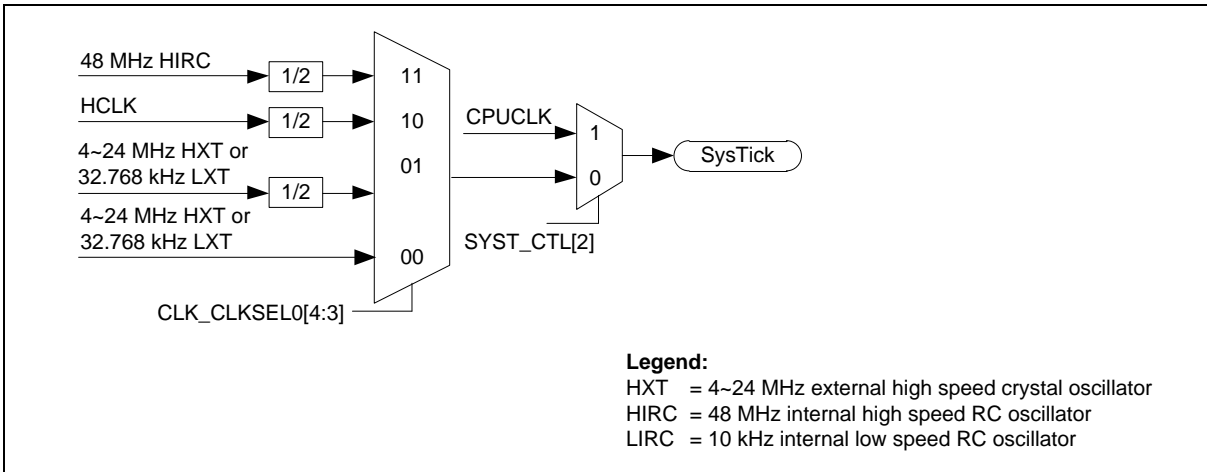 48 MHz HIRC
1/2
11
HCLK
1/2
10
4~24 MHz HXT or
32.768 kHz LXT
1/2
01
4~24 MHz HXT or
32.768 kHz LXT
00
CLK_CLKSEL0[4:3]
CPUCLK
1
0
SYST_CTL[2]
SysTick
Legend:
HXT = 4~24 MHz external high speed crystal oscillator
HIRC = 48 MHz internal high speed RC oscillator
LIRC = 10 kHz internal low speed RC oscillator